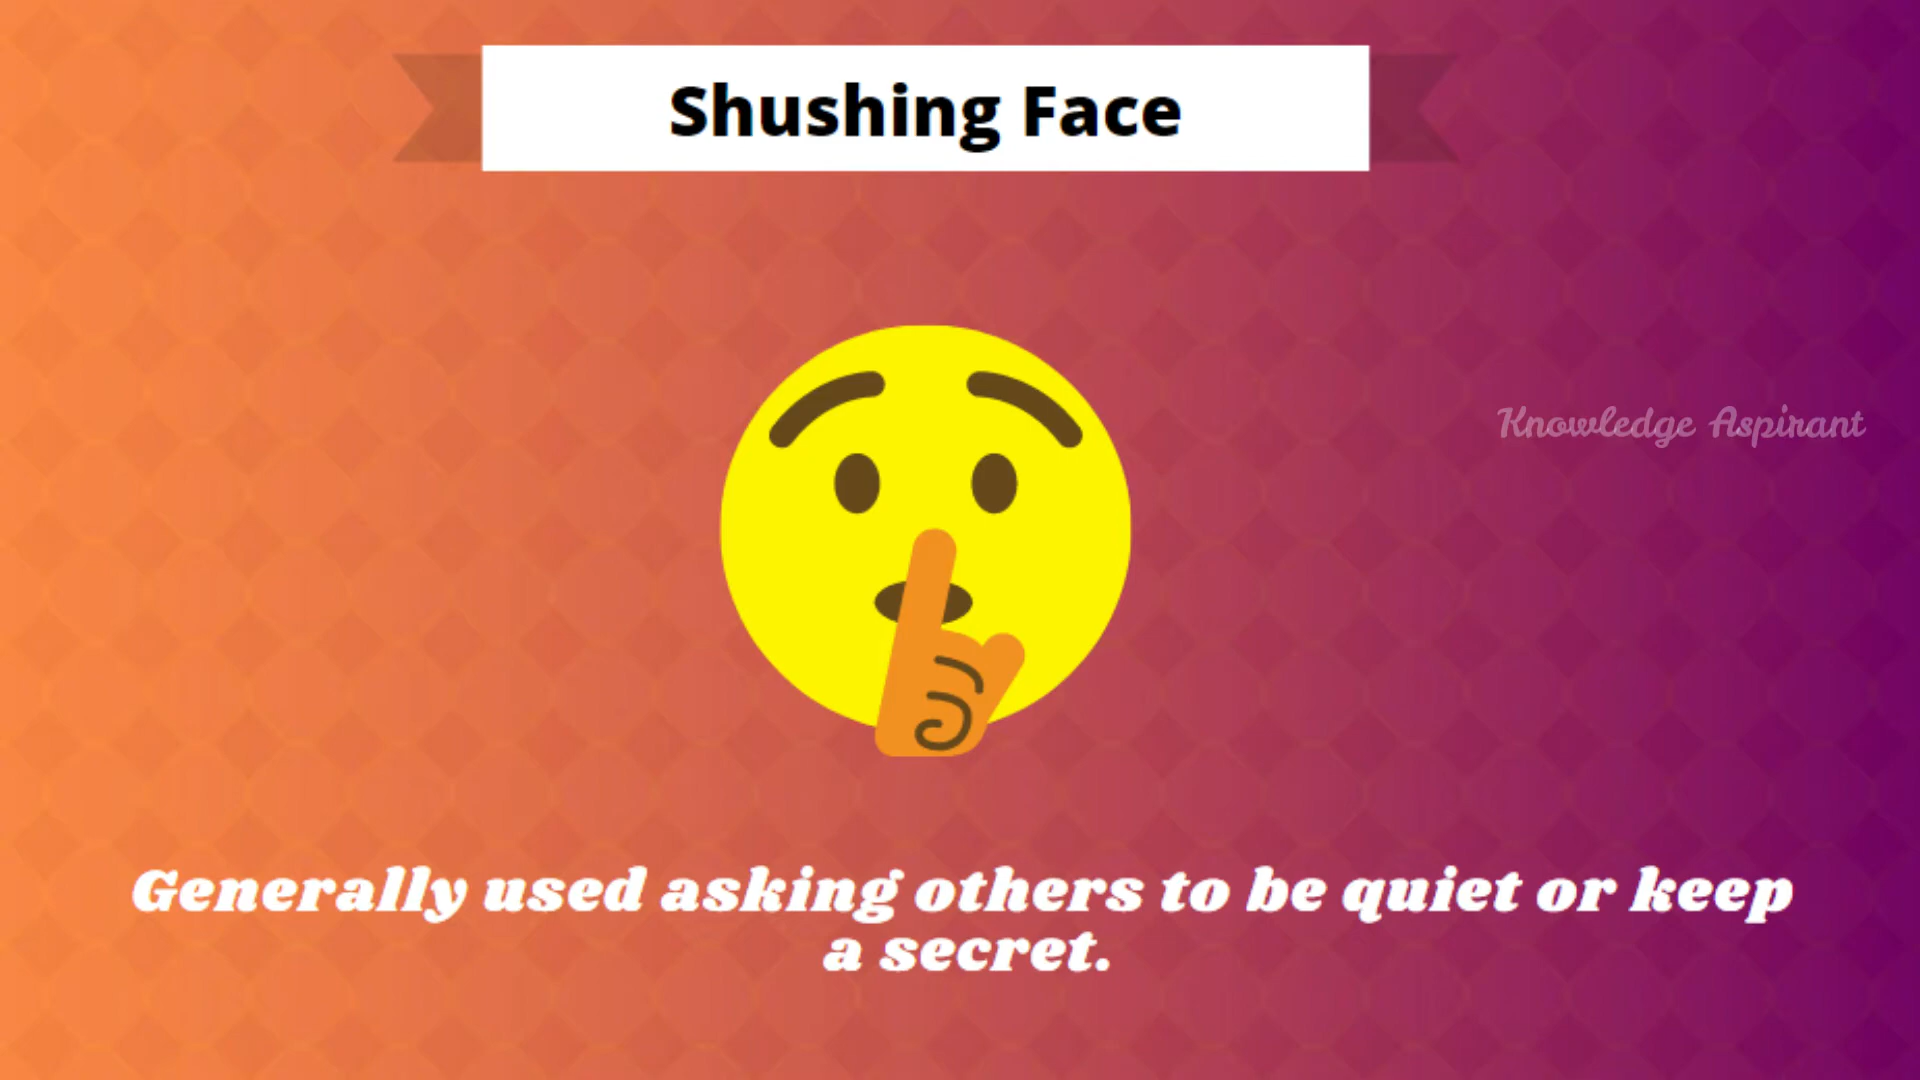 Shushing Face
Knowledge Aspirant
Generally used asking others to be quiet or keep
a secret.